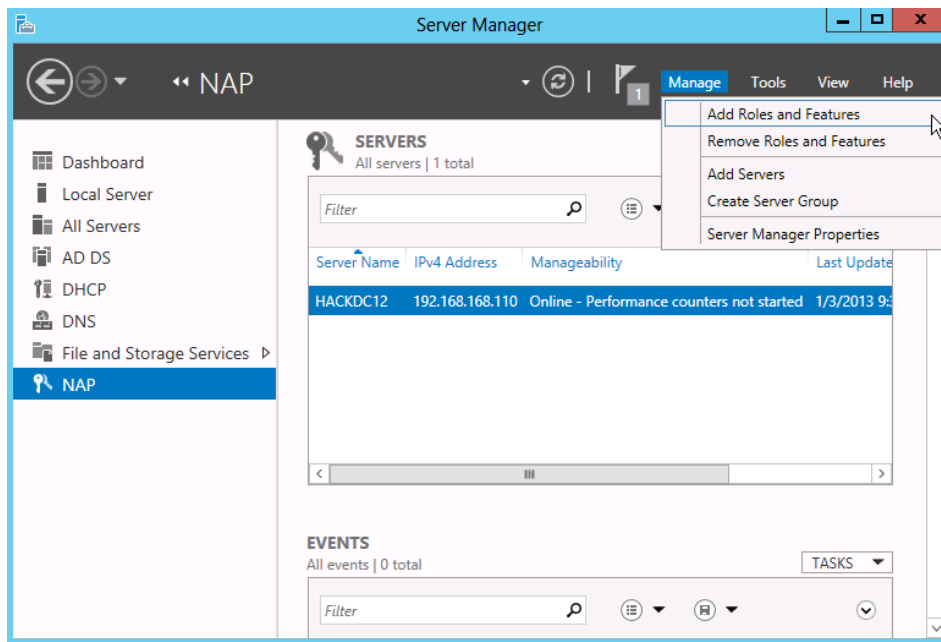 Server Manager
NAP
1
Manage Tools View Help
Add Roles and Features
Remove Roles and Features
Add Servers
Create Server Group
Server Manager Properties
Dashboard
Local Server
All Servers
AD DS
DHCP
DNS
File and Storage Services
NAP
SERVERS
All servers | 1 total
Filter
Server Name IPv4 Address Manageability Last Update
HACKDC12 192.168.168.110 Online - Performance counters not started 1/3/2013 9:3
EVENTS
All events | 0 total
TASKS
Filter